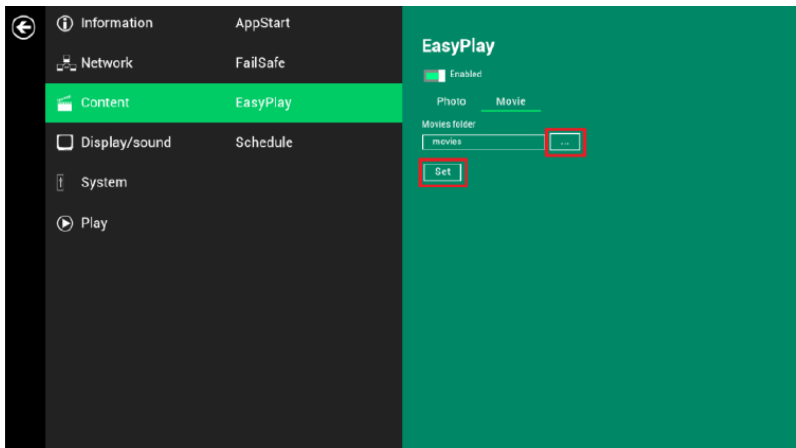 Information
Network
Content
Display/sound
System
Play
AppStart
FailSafe
EasyPlay
Schedule
EasyPlay
Enabled
Photo Movie
Movies folder
movies ...
Set